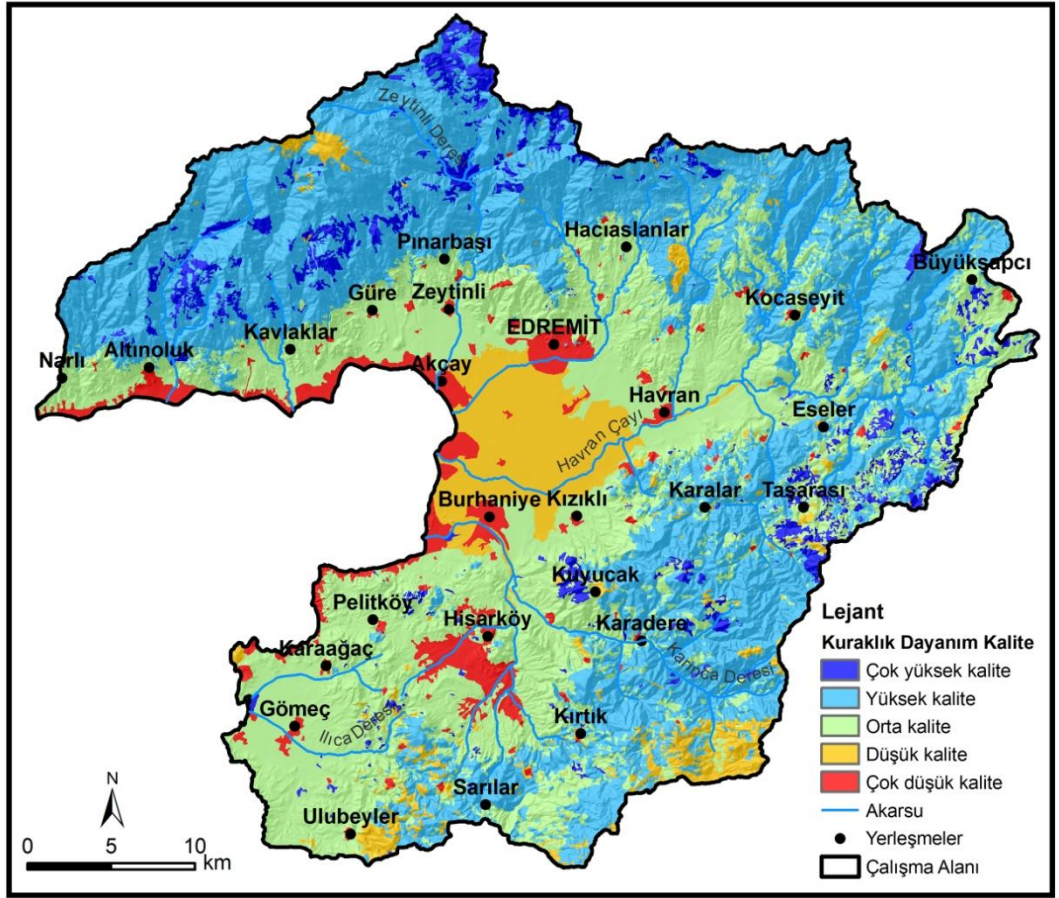 Zeytinli Deresi
Hacıaslanlar
Pınarbaşı
Büyükşapcı
Güre
Zeytinli
Kocaseyit
Kavlaklar
EDREMİT
Narlı
Altınoluk
Akçay
Havran
Eseler
Havran Çayı
Burhaniye
Kızıklı
Karalar
Taşarası
Kuyucak
Pelitköy
Hisarköy
Karadere
Karaağaç
Karınca Deresi
Gömeç
Ilıca Deresi
Kırtık
Sarılar
Ulubeyler
N
0 5 10
km
Lejant
Kuraklık Dayanım Kalite
Çok yüksek kalite
Yüksek kalite
Orta kalite
Düşük kalite
Çok düşük kalite
Akarsu
Yerleşmeler
Çalışma Alanı